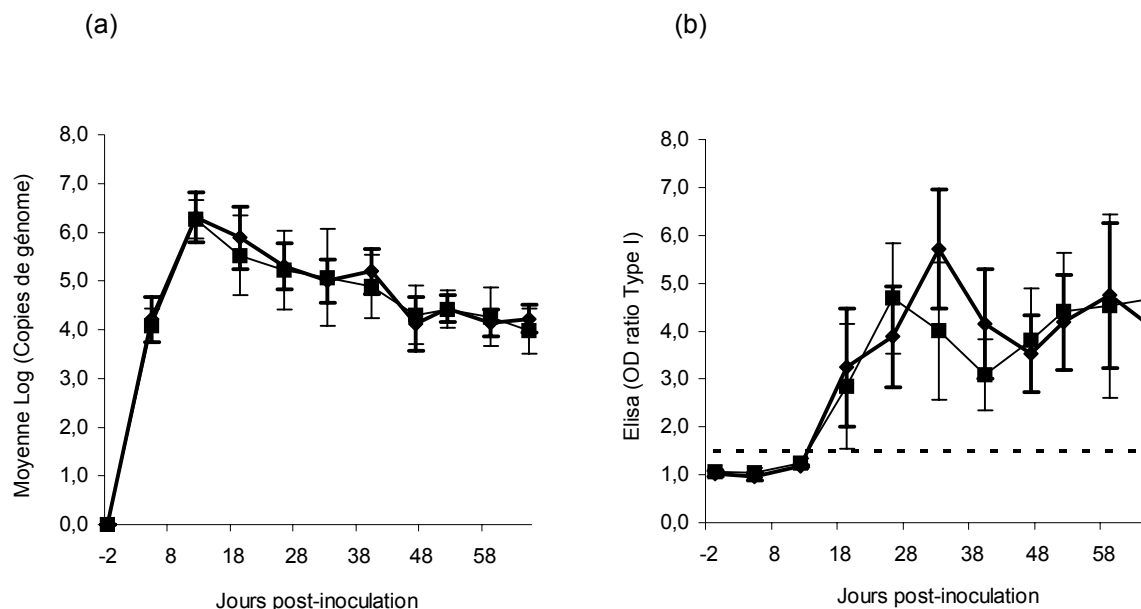 (a)
Moyenne Log (Copies de génome)
8,0
7,0
6,0
5,0
4,0
3,0
2,0
1,0
0,0
-2 8 18 28 38 48 58
Jours post-inoculation
(b)
Elisa (OD ratio Type I)
8,0
7,0
6,0
5,0
4,0
3,0
2,0
1,0
0,0
-2 8 18 28 38 48 58
Jours post-inoculation